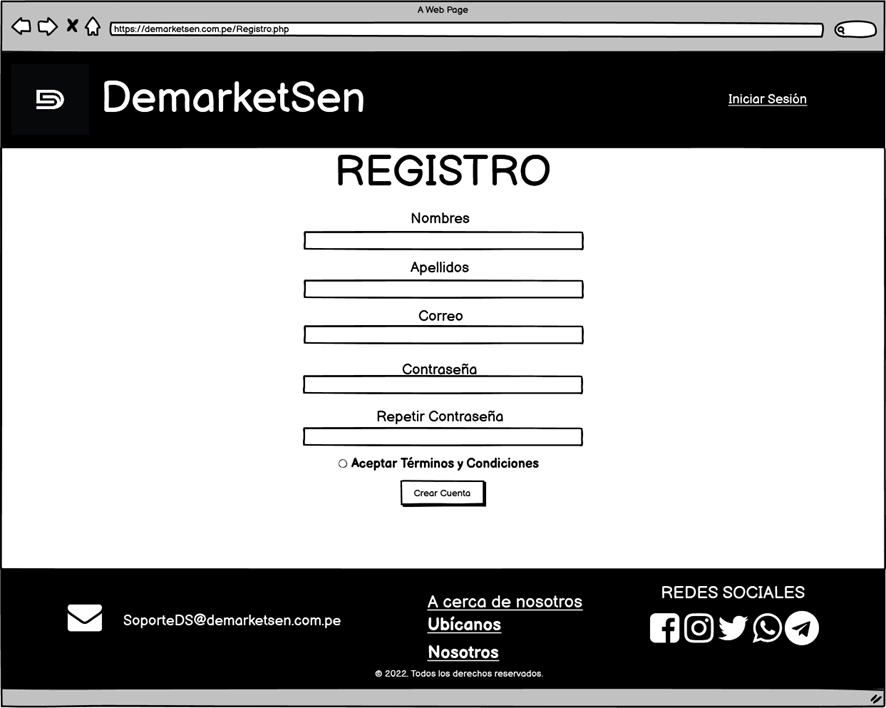 A Web Page
https://demarketsen.com.pe/Registro.php
DemarketSen
Iniciar Sesión
REGISTRO
Nombres
Apellidos
Correo
Contraseña
Repetir Contraseña
Aceptar Términos y Condiciones
Crear Cuenta
SoporteDS@demarketsen.com.pe
A cerca de nosotros
Ubícanos
Nosotros
REDES SOCIALES
© 2022. Todos los derechos reservados.